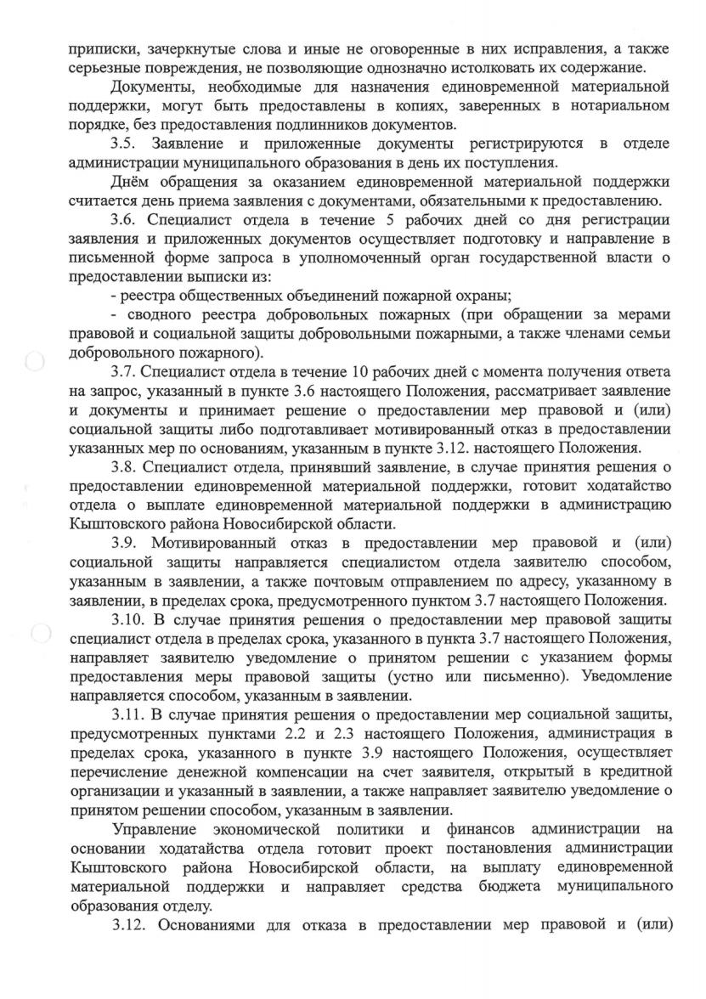 приписки, зачеркнутые слова и иные не оговоренные в них исправления, а также
серьезные повреждения, не позволяющие однозначно истолковать их содержание.
Документы, необходимые для назначения единовременной материальной
поддержки, могут быть предоставлены в копиях, заверенных в нотариальном
порядке, без предоставления подлинников документов.
3.5. Заявление и приложенные документы регистрируются в отделе
администрации муниципального образования в день их поступления.
Днём обращения за оказанием единовременной материальной поддержки
считается день приема заявления с документами, обязательными к предоставлению.
3.6. Специалист отдела в течение 5 рабочих дней со дня регистрации
заявления и приложенных документов осуществляет подготовку и направление в
письменной форме запроса в уполномоченный орган государственной власти о
предоставлении выписки из:
- реестра общественных объединений пожарной охраны;
- сводного реестра добровольных пожарных (при обращении за мерами
правовой и социальной защиты добровольными пожарными, а также членами семьи
добровольного пожарного).
3.7. Специалист отдела в течение 10 рабочих дней с момента получения ответа
на запрос, указанный в пункте 3.6 настоящего Положения, рассматривает заявление
и документы и принимает решение о предоставлении мер правовой и (или)
социальной защиты либо подготавливает мотивированный отказ в предоставлении
указанных мер по основаниям, указанным в пункте 3.12. настоящего Положения.
3.8. Специалист отдела, принявший заявление, в случае принятия решения о
предоставлении единовременной материальной поддержки, готовит ходатайство
отдела о выплате единовременной материальной поддержки в администрацию
Кыштовского района Новосибирской области.
3.9. Мотивированный отказ в предоставлении мер правовой и (или)
социальной защиты направляется специалистом отдела заявителю способом,
указанным в заявлении, а также почтовым отправлением по адресу, указанному в
заявлении, в пределах срока, предусмотренного пунктом 3.7 настоящего Положения.
3.10. В случае принятия решения о предоставлении мер правовой защиты
специалист отдела в пределах срока, указанного в пункта 3.7 настоящего Положения,
направляет заявителю уведомление о принятом решении с указанием формы
предоставления меры правовой защиты (устно или письменно). Уведомление
направляется способом, указанным в заявлении.
3.11. В случае принятия решения о предоставлении мер социальной защиты,
предусмотренных пунктами 2.2 и 2.3 настоящего Положения, администрация в
пределах срока, указанного в пункте 3.9 настоящего Положения, осуществляет
перечисление денежной компенсации на счет заявителя, открытый в кредитной
организации и указанный в заявлении, а также направляет заявителю уведомление о
принятом решении способом, указанным в заявлении.
Управление экономической политики и финансов администрации на
основании ходатайства отдела готовит проект постановления администрации
Кыштовского района Новосибирской области, на выплату единовременной
материальной поддержки и направляет средства бюджета муниципального
образования отделу.
3.12. Основаниями для отказа в предоставлении мер правовой и (или)